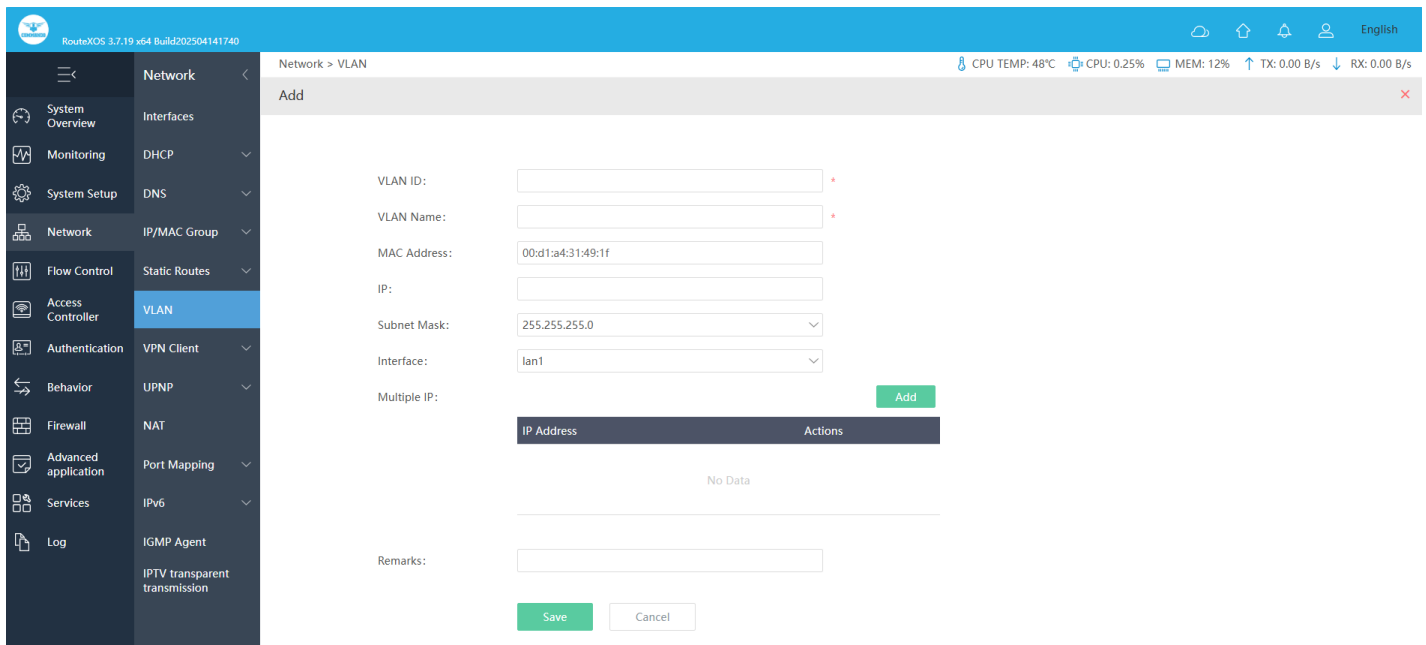 RouteXOS 3.7.19 x64 Build202504141740
English
Network
Network > VLAN
CPU TEMP: 48℃ CPU: 0.25% MEM: 12% TX: 0.00 B/s RX: 0.00 B/s
Add
System
Overview
Monitoring
System Setup
Network
Flow Control
Access
Controller
Authentication
Behavior
Firewall
Advanced
application
Services
Log
Interfaces
DHCP
DNS
IP/MAC Group
Static Routes
VLAN
VPN Client
UPNP
NAT
Port Mapping
IPv6
IGMP Agent
IPTV transparent
transmission
VLAN ID: *
VLAN Name: *
MAC Address: 00:d1:a4:31:49:1f
IP:
Subnet Mask: 255.255.255.0
Interface: lan1
Multiple IP: Add
IP Address Actions
No Data
Remarks:
Save Cancel